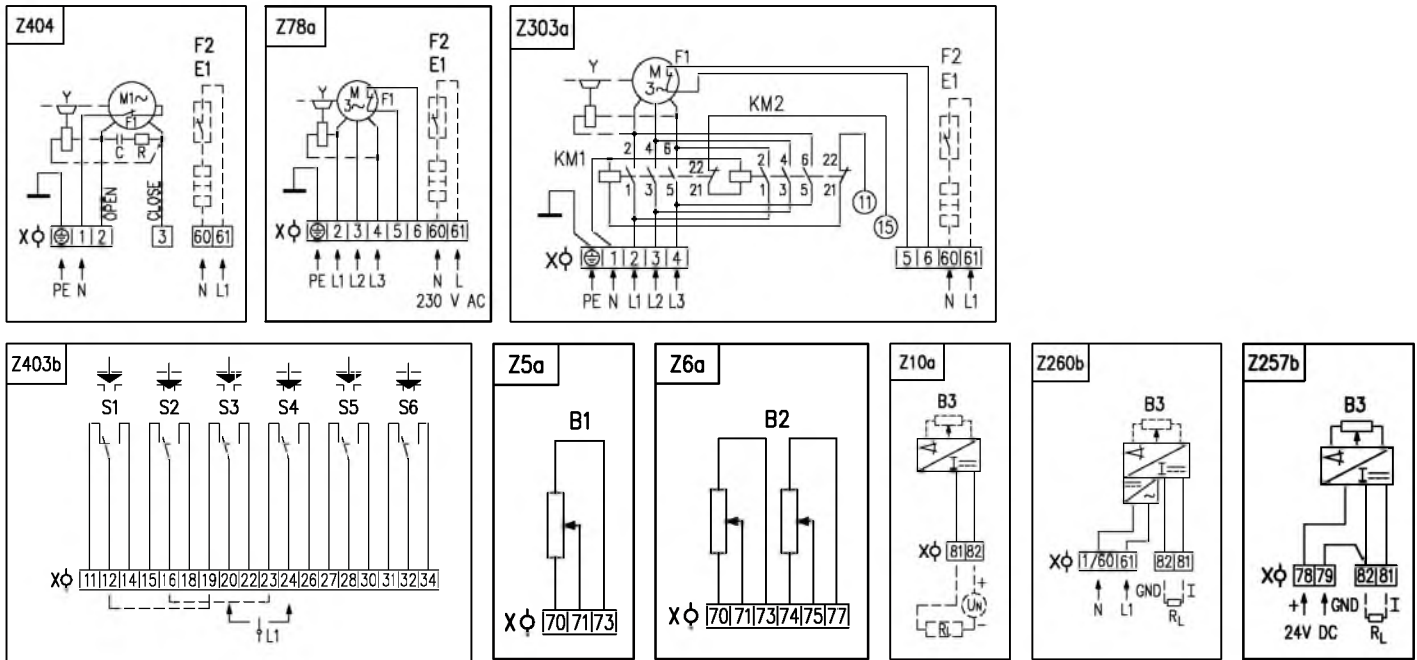 Z404
F2
E1
Y
M1~
F1
C R
OPEN
CLOSE
X 1 2 3 60 61
PE N N L1
Z78a
F2
E1
Y
M
3~
F1
X 2 3 4 5 6 60 61
PE L1 L2 L3 N L
230 V AC
Z303a
F2
E1
Y
M
3~
F1
KM2
2 4 6 2 4 6 22
KM1 22
1 3 5 21 1 3 5 21
11
15
X 1 2 3 4 5 6 60 61
PE N L1 L2 L3 N L1
Z403b
S1 S2 S3 S4 S5 S6
X 11 12 14 15 16 18 19 20 22 23 24 26 27 28 30 31 32 34
L1
Z5a
B1
X 70 71 73
Z6a
B2
X 70 71 73 74 75 77
Z10a
B3
I
X 81 82
+
UN
-
RL
Z260b
B3
I
~
X 1/60 61 82 81
N L1 GND I
RL
Z257b
B3
I
X 78 79 82 81
+ GND I
24V DC RL